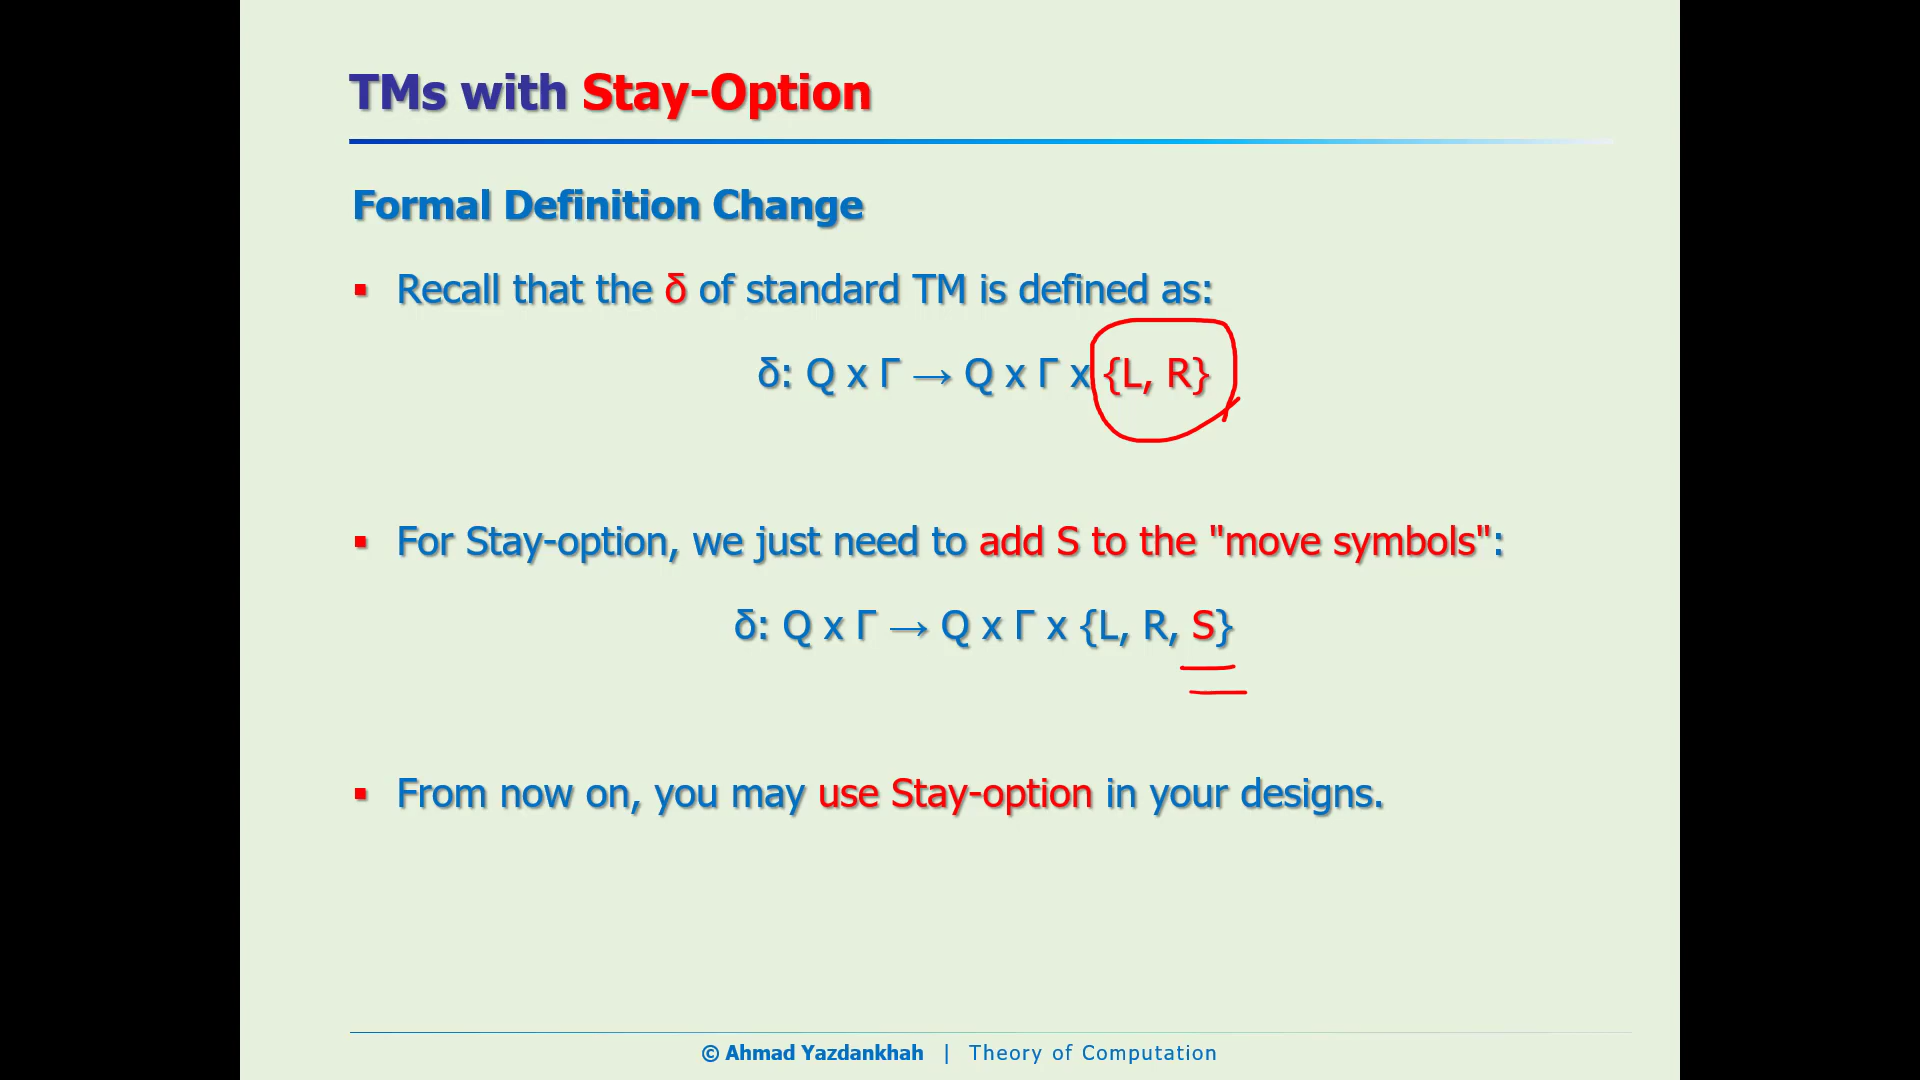 TMs with Stay-Option
Formal Definition Change
▪ Recall that the δ of standard TM is defined as:
δ: Q x Γ → Q x Γ x {L, R}
▪ For Stay-option, we just need to add S to the "move symbols":
δ: Q x Γ → Q x Γ x {L, R, S}
▪ From now on, you may use Stay-option in your designs.
© Ahmad Yazdankhah | Theory of Computation